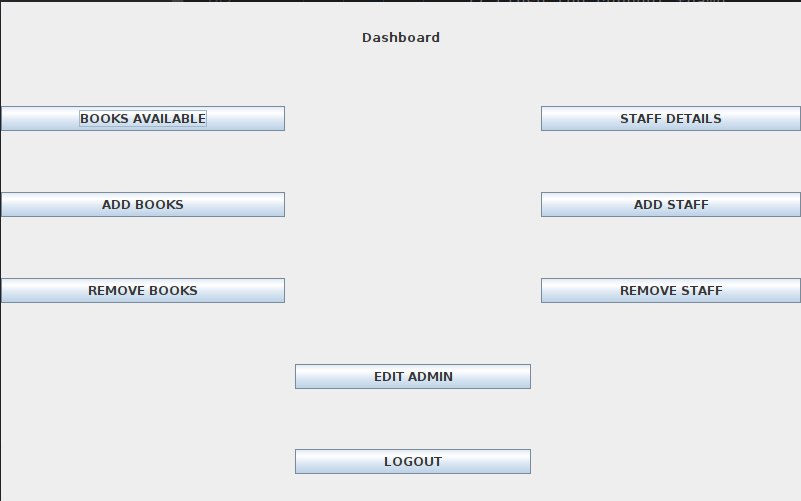 Dashboard
BOOKS AVAILABLE
STAFF DETAILS
ADD BOOKS
ADD STAFF
REMOVE BOOKS
REMOVE STAFF
EDIT ADMIN
LOGOUT